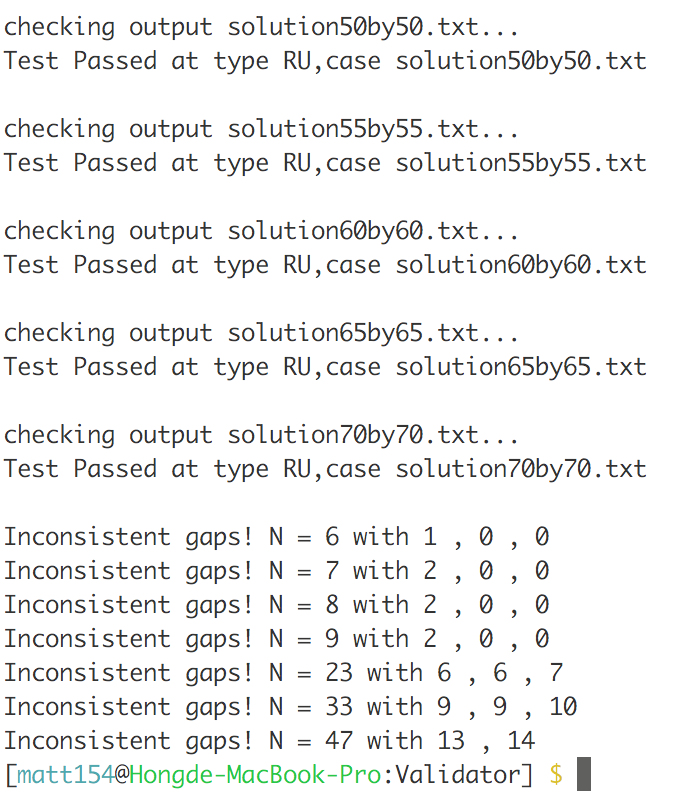 checking output solution50by50.txt...
Test Passed at type RU,case solution50by50.txt
checking output solution55by55.txt...
Test Passed at type RU,case solution55by55.txt
checking output solution60by60.txt...
Test Passed at type RU,case solution60by60.txt
checking output solution65by65.txt...
Test Passed at type RU,case solution65by65.txt
checking output solution70by70.txt...
Test Passed at type RU,case solution70by70.txt
Inconsistent gaps! N = 6 with 1 , 0 , 0
Inconsistent gaps! N = 7 with 2 , 0 , 0
Inconsistent gaps! N = 8 with 2 , 0 , 0
Inconsistent gaps! N = 9 with 2 , 0 , 0
Inconsistent gaps! N = 23 with 6 , 6 , 7
Inconsistent gaps! N = 33 with 9 , 9 , 10
Inconsistent gaps! N = 47 with 13 , 14
[matt154@Hongde-MacBook-Pro:Validator] $